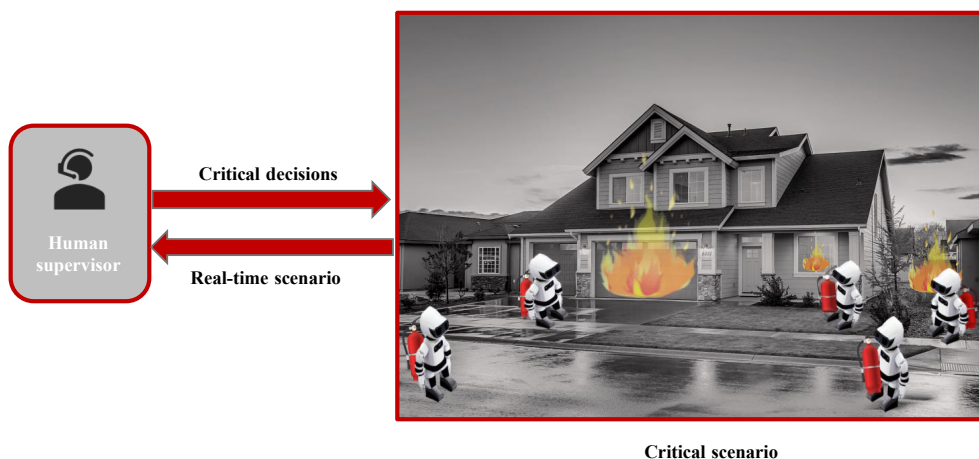 Critical decisions
Human
supervisor
Real-time scenario
Critical scenario